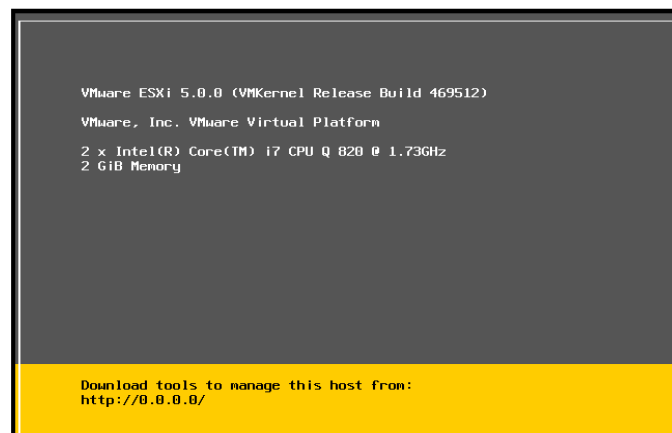 VMware ESXi 5.0.0 (VMKernel Release Build 469512)
VMware, Inc. VMware Virtual Platform
2 x Intel(R) Core(TM) i7 CPU Q 820 @ 1.73GHz
2 GiB Memory
Download tools to manage this host from:
http://0.0.0.0/